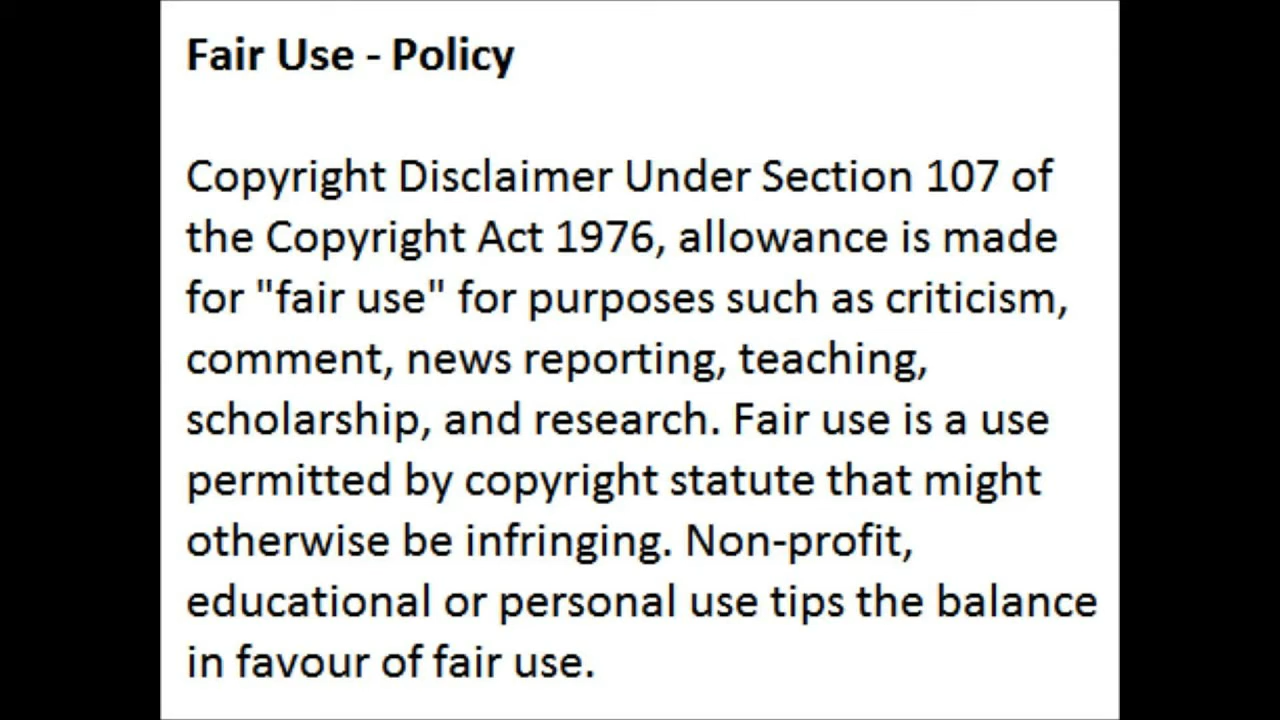 Fair Use - Policy
Copyright Disclaimer Under Section 107 of
the Copyright Act 1976, allowance is made
for "fair use" for purposes such as criticism,
comment, news reporting, teaching,
scholarship, and research. Fair use is a use
permitted by copyright statute that might
otherwise be infringing. Non-profit,
educational or personal use tips the balance
in favour of fair use.